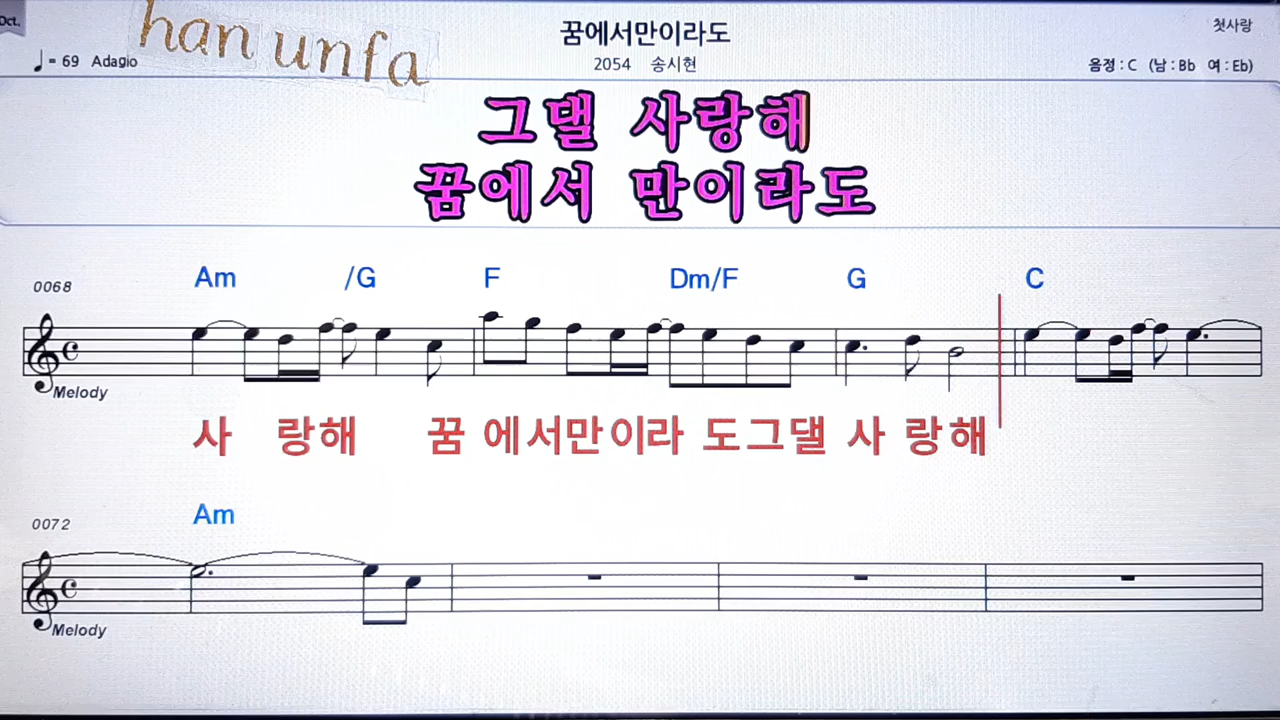 Oct.
han unfa
꿈에서만이라도
첫사랑
♩= 69 Adagio
2054 송시현
음정 : C (남 : Bb 여 : Eb)
그댈 사랑해
꿈에서 만이라도
0068 Am /G F Dm/F G C
Melody
사 랑해 꿈 에서만이라 도그댈 사 랑해
0072 Am
Melody